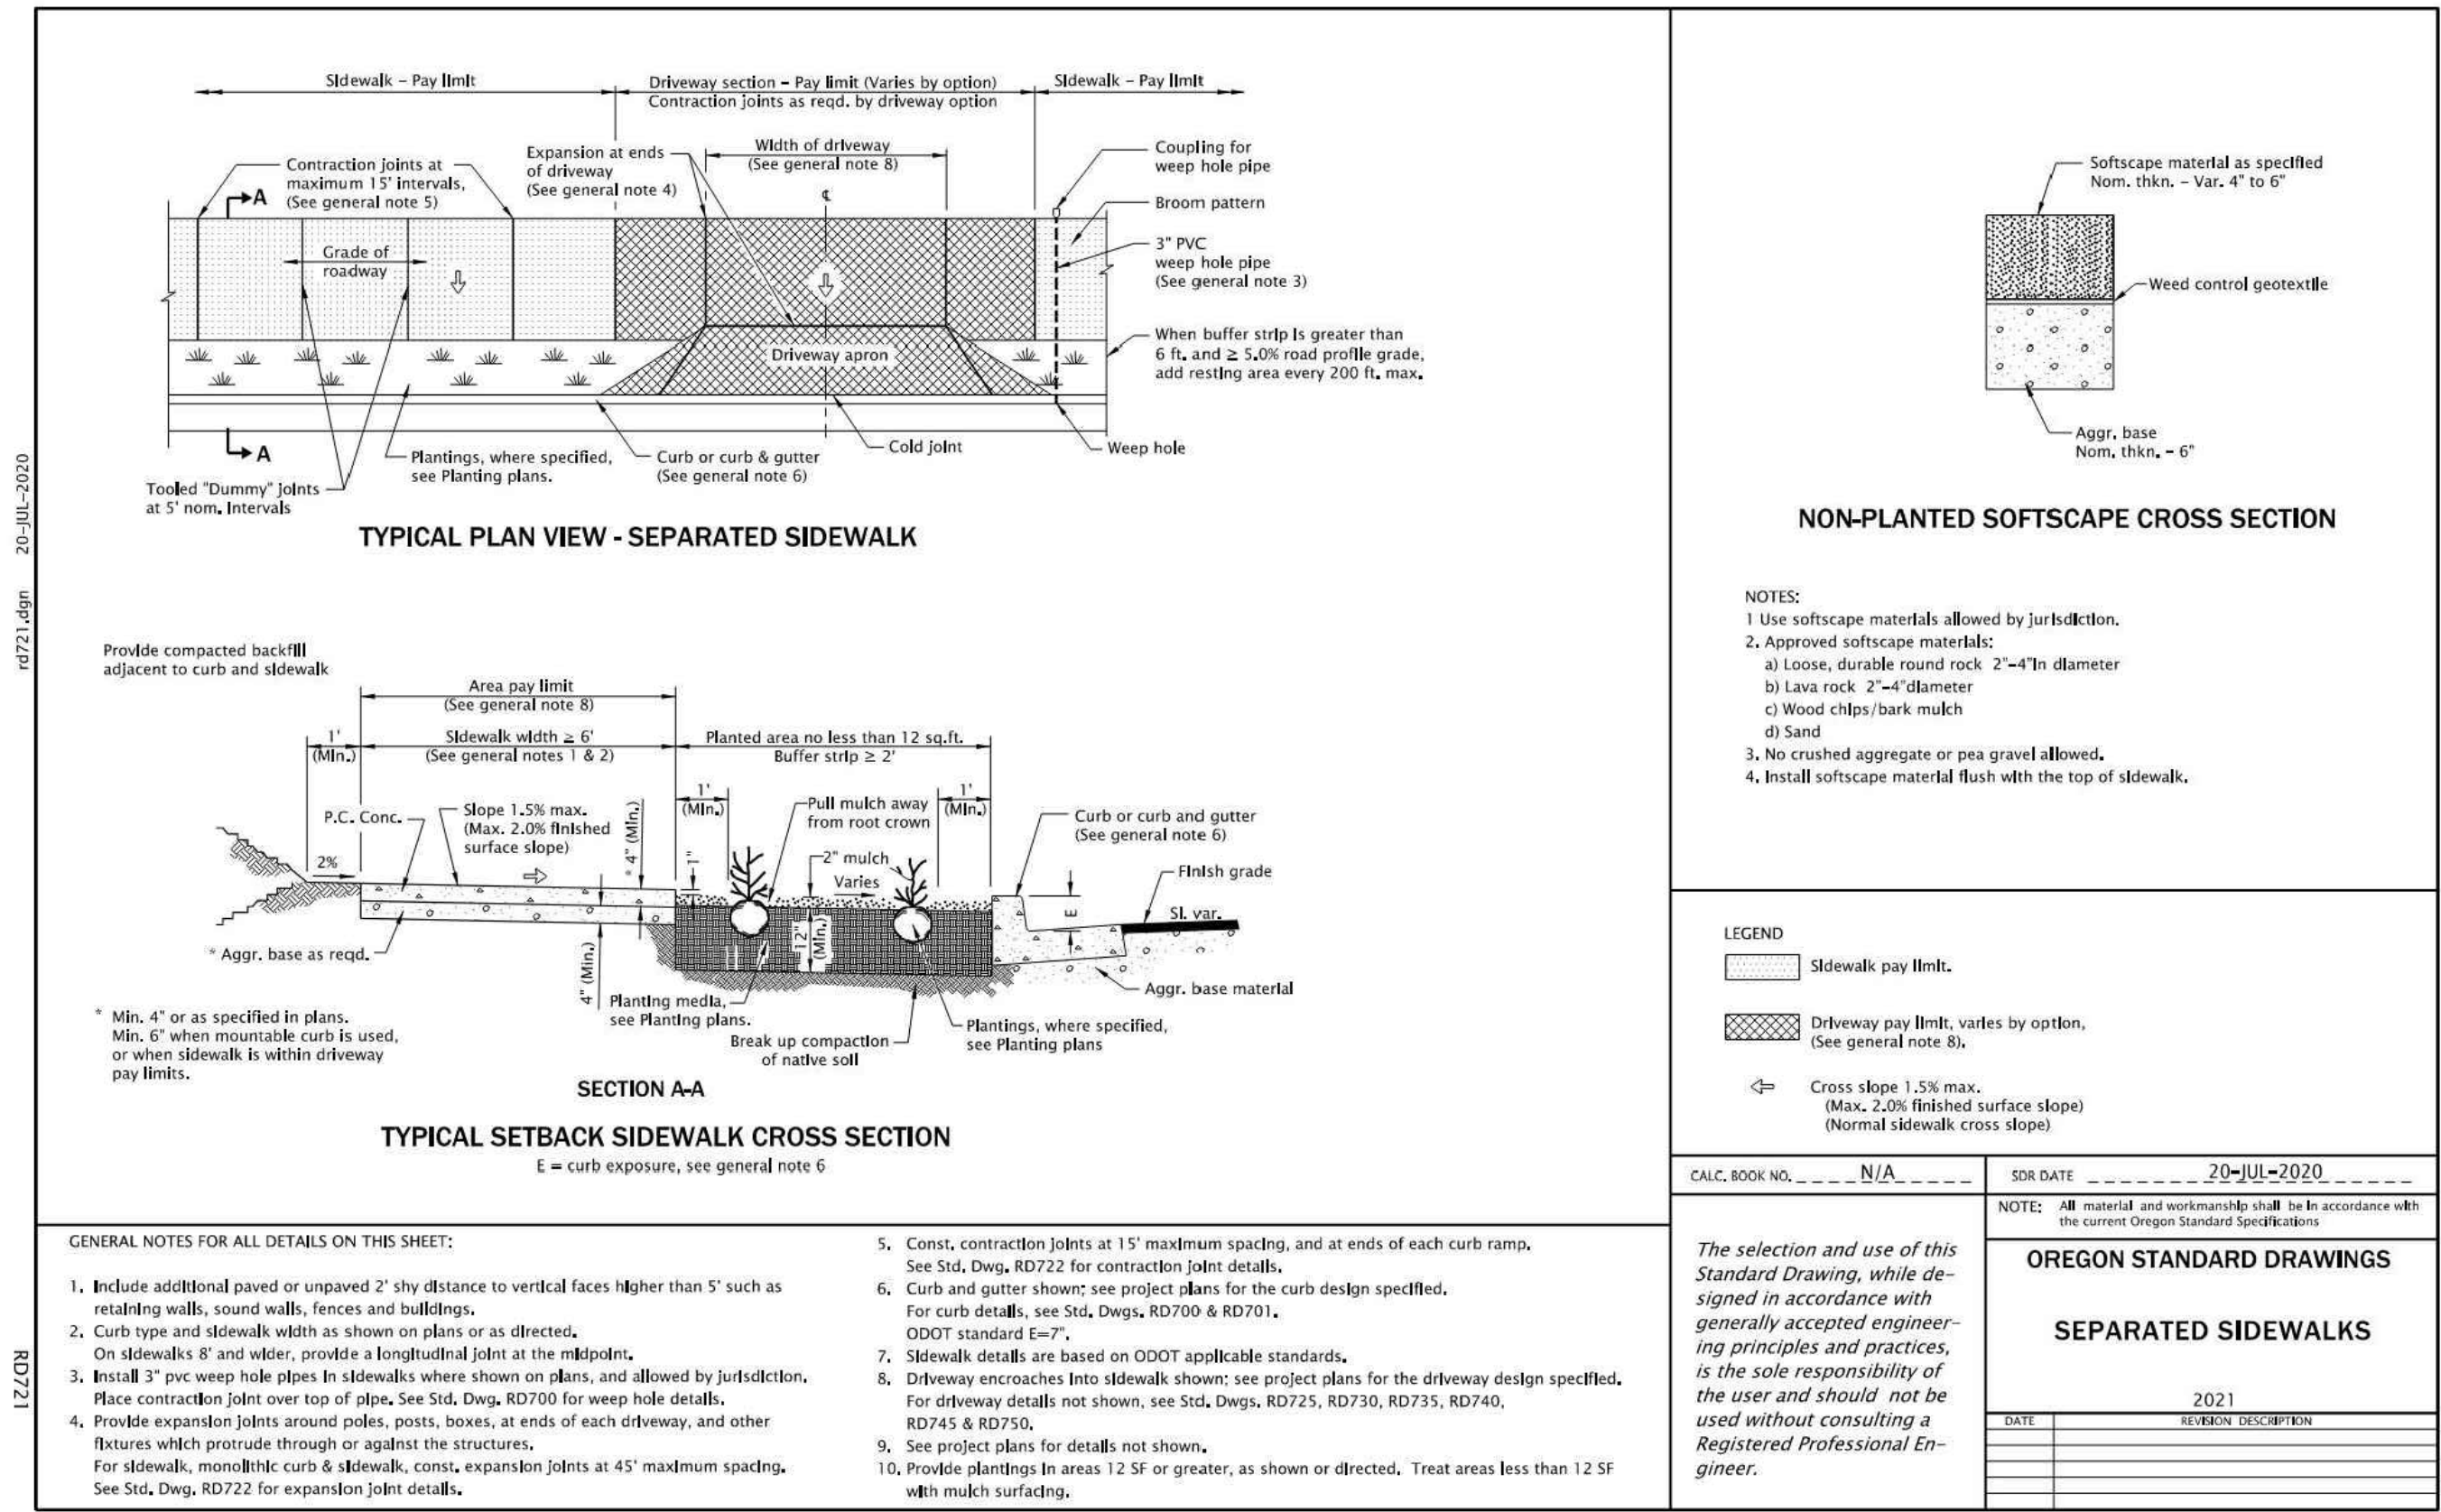 Sidewalk – Pay limit
Driveway section – Pay limit (Varies by option)
Contraction joints as reqd. by driveway option
Sidewalk – Pay limit
Contraction joints at
maximum 15' intervals,
(See general note 5)
Expansion at ends
of driveway
(See general note 4)
Width of driveway
(See general note 8)
℄
Coupling for
weep hole pipe
Broom pattern
3" PVC
weep hole pipe
(See general note 3)
A
Grade of
roadway
When buffer strip is greater than
6 ft. and ≥ 5.0% road profile grade,
add resting area every 200 ft. max.
Driveway apron
A
Tooled "Dummy" joints
at 5' nom. intervals
Plantings, where specified,
see Planting plans.
Curb or curb & gutter
(See general note 6)
Cold joint
Weep hole
TYPICAL PLAN VIEW - SEPARATED SIDEWALK
Provide compacted backfill
adjacent to curb and sidewalk
Area pay limit
(See general note 8)
1'
(Min.)
Sidewalk width ≥ 6'
(See general notes 1 & 2)
Planted area no less than 12 sq.ft.
Buffer strip ≥ 2'
P.C. Conc.
Slope 1.5% max.
(Max. 2.0% finished
surface slope)
* 4" (Min.)
1'
(Min.)
Pull mulch away
from root crown
1'
(Min.)
Curb or curb and gutter
(See general note 6)
2%
1"
2" mulch
Varies
E
Finish grade
Sl. var.
* Aggr. base as reqd.
4" (Min.)
12"
(Min.)
Planting media,
see Planting plans.
Break up compaction
of native soil
Plantings, where specified,
see Planting plans
Aggr. base material
* Min. 4" or as specified in plans.
Min. 6" when mountable curb is used,
or when sidewalk is within driveway
pay limits.
SECTION A-A
TYPICAL SETBACK SIDEWALK CROSS SECTION
E = curb exposure, see general note 6
GENERAL NOTES FOR ALL DETAILS ON THIS SHEET:
1. Include additional paved or unpaved 2' shy distance to vertical faces higher than 5' such as
retaining walls, sound walls, fences and buildings.
2. Curb type and sidewalk width as shown on plans or as directed.
On sidewalks 8' and wider, provide a longitudinal joint at the midpoint.
3. Install 3" pvc weep hole pipes in sidewalks where shown on plans, and allowed by jurisdiction.
Place contraction joint over top of pipe. See Std. Dwg. RD700 for weep hole details.
4. Provide expansion joints around poles, posts, boxes, at ends of each driveway, and other
fixtures which protrude through or against the structures.
For sidewalk, monolithic curb & sidewalk, const. expansion joints at 45' maximum spacing.
See Std. Dwg. RD722 for expansion joint details.
5. Const. contraction joints at 15' maximum spacing, and at ends of each curb ramp.
See Std. Dwg. RD722 for contraction joint details.
6. Curb and gutter shown; see project plans for the curb design specified.
For curb details, see Std. Dwgs. RD700 & RD701.
ODOT standard E=7".
7. Sidewalk details are based on ODOT applicable standards.
8. Driveway encroaches into sidewalk shown; see project plans for the driveway design specified.
For driveway details not shown, see Std. Dwgs. RD725, RD730, RD735, RD740,
RD745 & RD750.
9. See project plans for details not shown.
10. Provide plantings in areas 12 SF or greater, as shown or directed. Treat areas less than 12 SF
with mulch surfacing.
Softscape material as specified
Nom. thkn. – Var. 4" to 6"
Weed control geotextile
Aggr. base
Nom. thkn. – 6"
NON-PLANTED SOFTSCAPE CROSS SECTION
NOTES:
1 Use softscape materials allowed by jurisdiction.
2. Approved softscape materials:
a) Loose, durable round rock 2"–4"in diameter
b) Lava rock 2"–4"diameter
c) Wood chips/bark mulch
d) Sand
3. No crushed aggregate or pea gravel allowed.
4. Install softscape material flush with the top of sidewalk.
LEGEND
Sidewalk pay limit.
Driveway pay limit, varies by option,
(See general note 8).
Cross slope 1.5% max.
(Max. 2.0% finished surface slope)
(Normal sidewalk cross slope)
CALC. BOOK NO. N/A
SDR DATE 20-JUL-2020
NOTE: All material and workmanship shall be in accordance with
the current Oregon Standard Specifications
The selection and use of this
Standard Drawing, while de-
signed in accordance with
generally accepted engineer-
ing principles and practices,
is the sole responsibility of
the user and should not be
used without consulting a
Registered Professional En-
gineer.
OREGON STANDARD DRAWINGS
SEPARATED SIDEWALKS
2021
DATE REVISION DESCRIPTION
rd721.dgn 20-JUL-2020
RD721